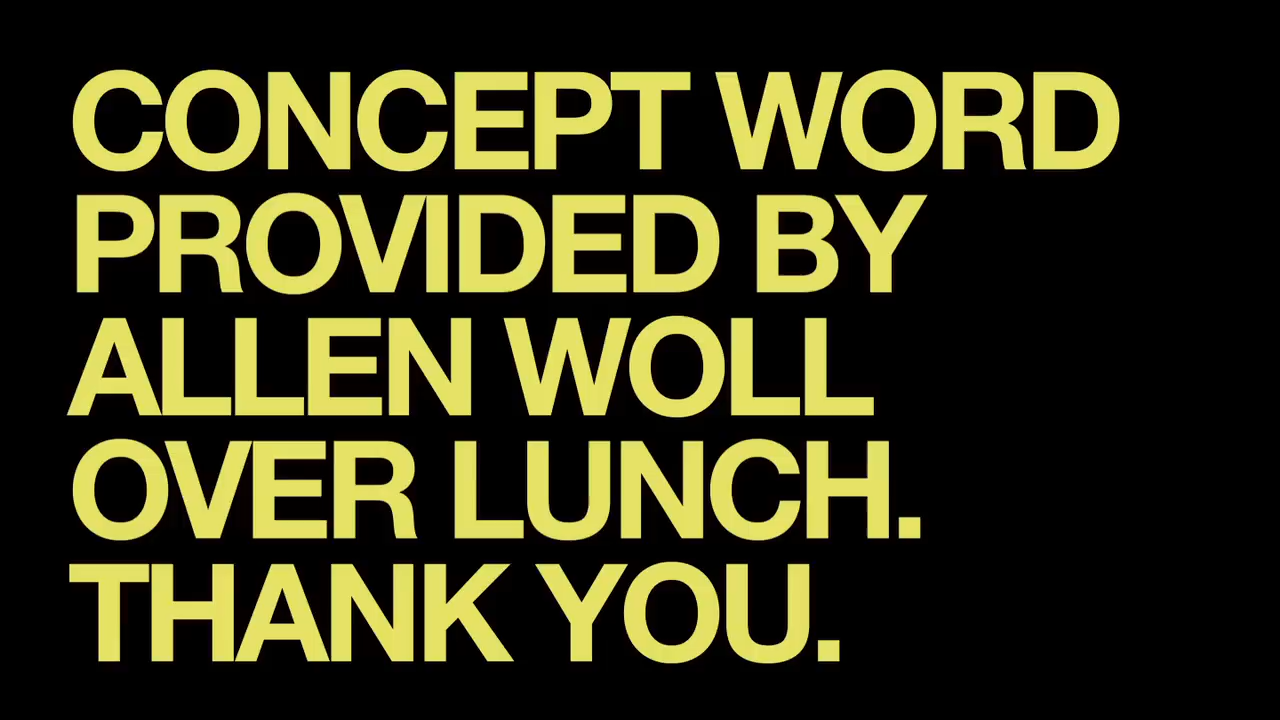 CONCEPT WORD
PROVIDED BY
ALLEN WOLL
OVER LUNCH.
THANK YOU.